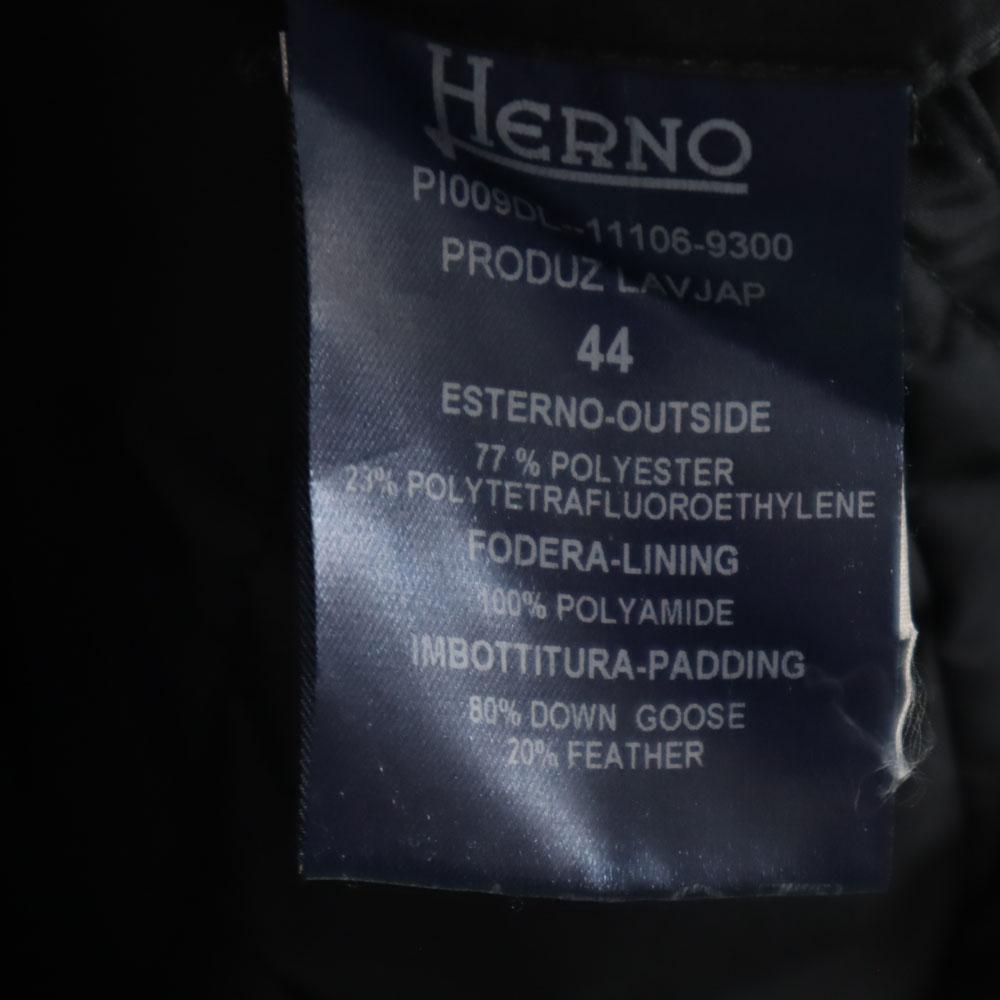 HERNO
PI009DL--11106-9300
PRODUZ LAVJAP
44
ESTERNO-OUTSIDE
77 % POLYESTER
23% POLYTETRAFLUOROETHYLENE
FODERA-LINING
100% POLYAMIDE
IMBOTTITURA-PADDING
80% DOWN GOOSE
20% FEATHER